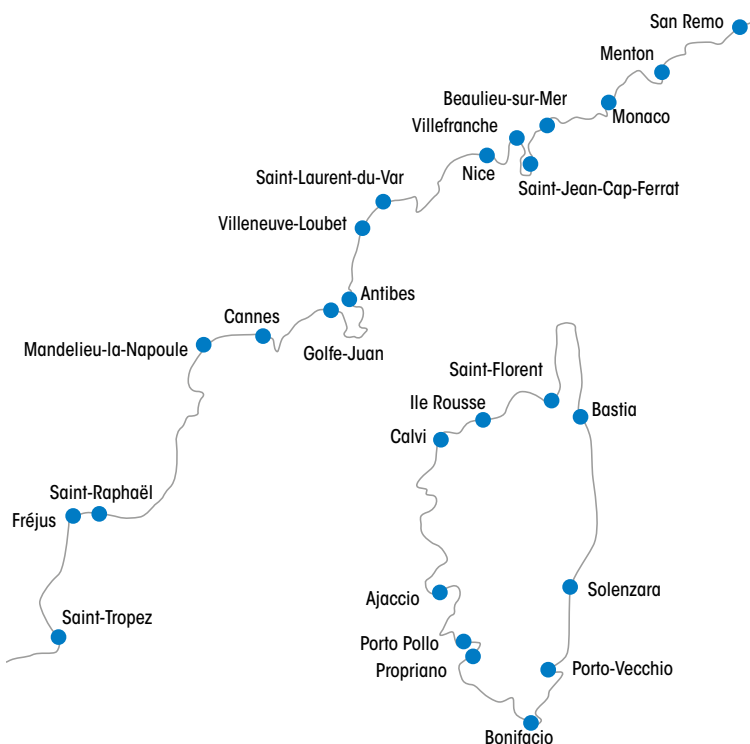 San Remo
Menton
Beaulieu-sur-Mer
Monaco
Villefranche
Nice
Saint-Jean-Cap-Ferrat
Saint-Laurent-du-Var
Villeneuve-Loubet
Antibes
Cannes
Golfe-Juan
Mandelieu-la-Napoule
Saint-Florent
Ile Rousse
Bastia
Calvi
Saint-Raphaël
Fréjus
Solenzara
Ajaccio
Saint-Tropez
Porto Pollo
Propriano
Porto-Vecchio
Bonifacio